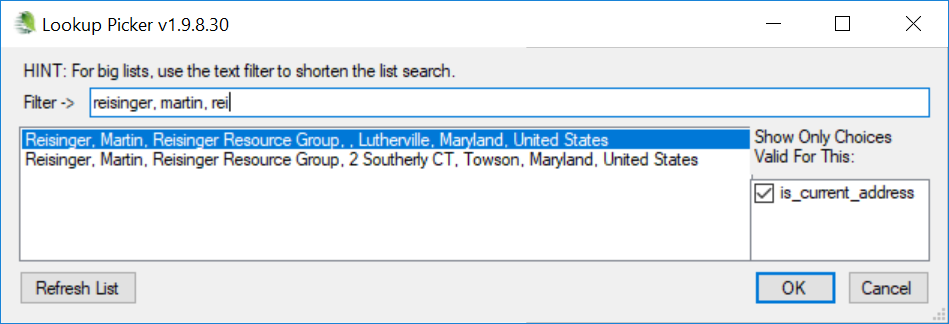 Lookup Picker v1.9.8.30
HINT: For big lists, use the text filter to shorten the list search.
Filter -> reisinger, martin, rei
Reisinger, Martin, Reisinger Resource Group, , Lutherville, Maryland, United States
Reisinger, Martin, Reisinger Resource Group, 2 Southerly CT, Towson, Maryland, United States
Show Only Choices
Valid For This:
is_current_address
Refresh List
OK
Cancel